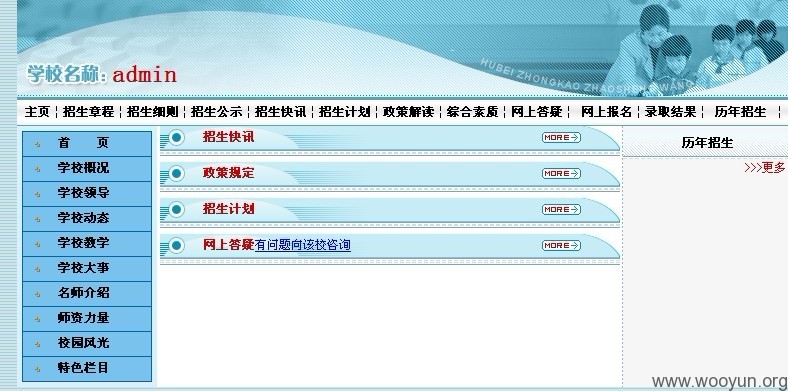 HUBEI ZHONGKAO ZHAOSHENG WANG
学校名称：admin
主页 ¦ 招生章程 ¦ 招生细则 ¦ 招生公示 ¦ 招生快讯 ¦ 招生计划 ¦ 政策解读 ¦ 综合素质 ¦ 网上答疑 ¦ 网上报名 ¦ 录取结果 ¦ 历年招生 ¦
首 页
学校概况
学校领导
学校动态
学校教学
学校大事
名师介绍
师资力量
校园风光
特色栏目
招生快讯 MORE
政策规定 MORE
招生计划 MORE
网上答疑有问题向该校咨询 MORE
历年招生
>>>更多
www.wooyun.org